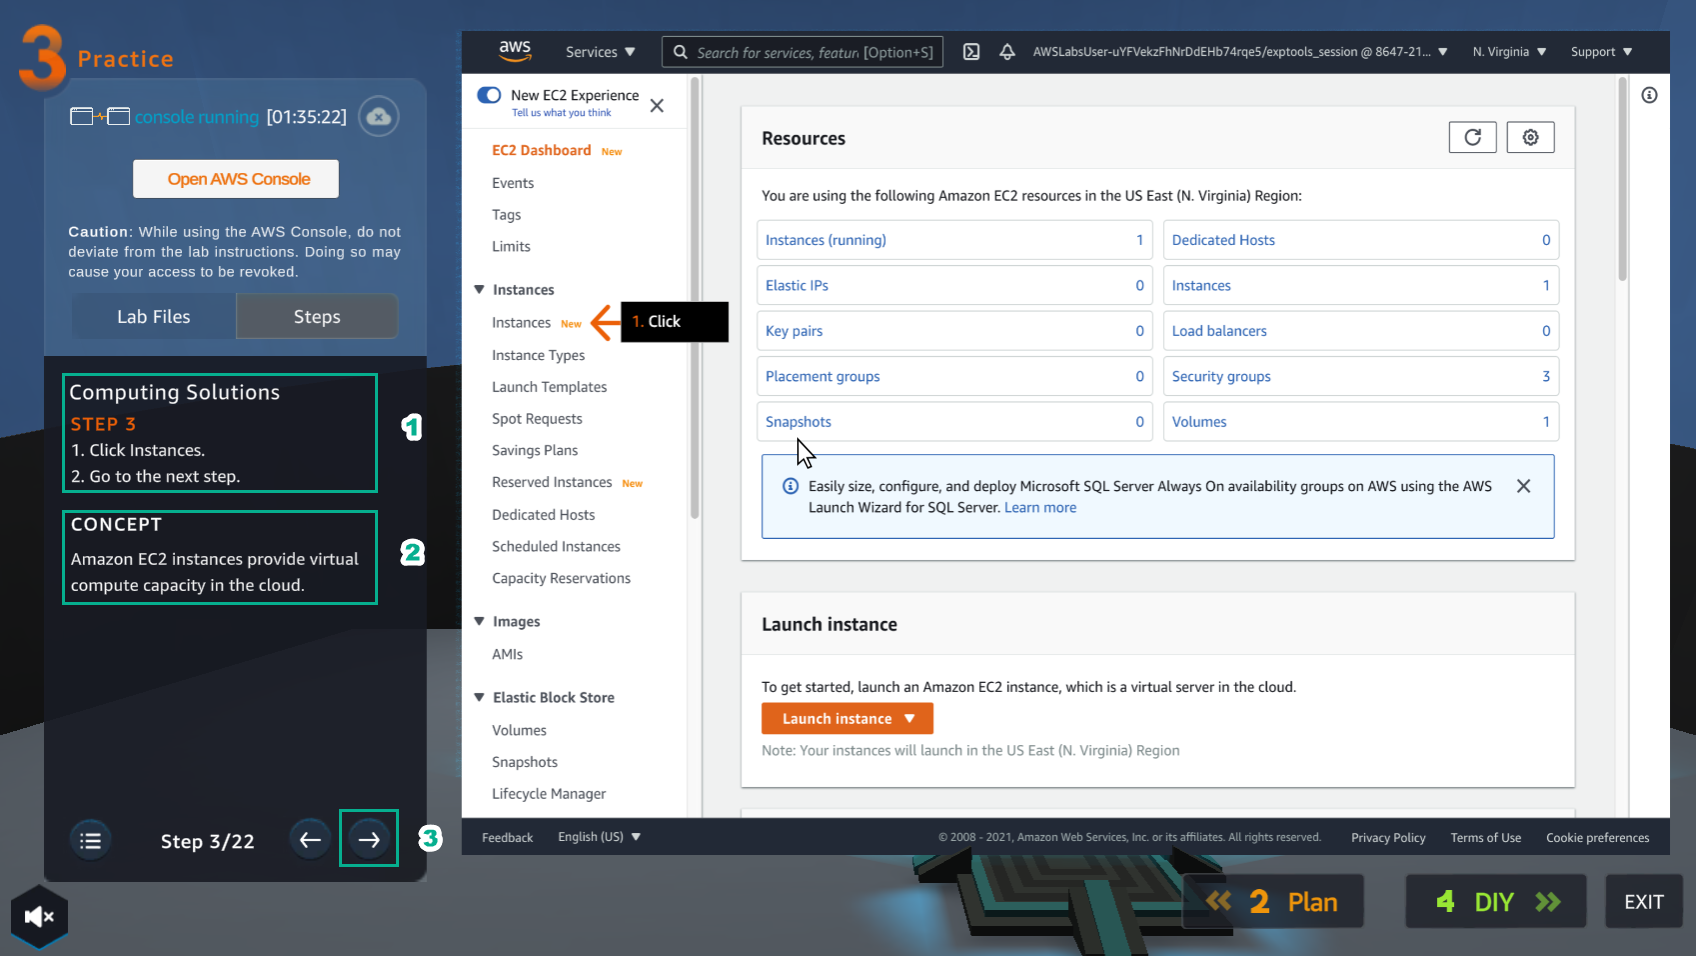 3 Practice
console running [01:35:22]
Open AWS Console
Caution: While using the AWS Console, do not
deviate from the lab instructions. Doing so may
cause your access to be revoked.
Lab Files
Steps
Computing Solutions
STEP 3
1. Click Instances.
2. Go to the next step.
1
CONCEPT
Amazon EC2 instances provide virtual
compute capacity in the cloud.
2
Step 3/22
3
aws
Services
Search for services, featur [Option+S]
AWSLabsUser-uYFVekzFhNrDdEHb74rqe5/exptools_session @ 8647-21...
N. Virginia
Support
New EC2 Experience
Tell us what you think
EC2 Dashboard New
Events
Tags
Limits
Instances
Instances New
1. Click
Instance Types
Launch Templates
Spot Requests
Savings Plans
Reserved Instances New
Dedicated Hosts
Scheduled Instances
Capacity Reservations
Images
AMIs
Elastic Block Store
Volumes
Snapshots
Lifecycle Manager
Resources
You are using the following Amazon EC2 resources in the US East (N. Virginia) Region:
Instances (running) 1
Dedicated Hosts 0
Elastic IPs 0
Instances 1
Key pairs 0
Load balancers 0
Placement groups 0
Security groups 3
Snapshots 0
Volumes 1
Easily size, configure, and deploy Microsoft SQL Server Always On availability groups on AWS using the AWS
Launch Wizard for SQL Server. Learn more
Launch instance
To get started, launch an Amazon EC2 instance, which is a virtual server in the cloud.
Launch instance
Note: Your instances will launch in the US East (N. Virginia) Region
Feedback
English (US)
© 2008 - 2021, Amazon Web Services, Inc. or its affiliates. All rights reserved.
Privacy Policy
Terms of Use
Cookie preferences
2 Plan
4 DIY
EXIT